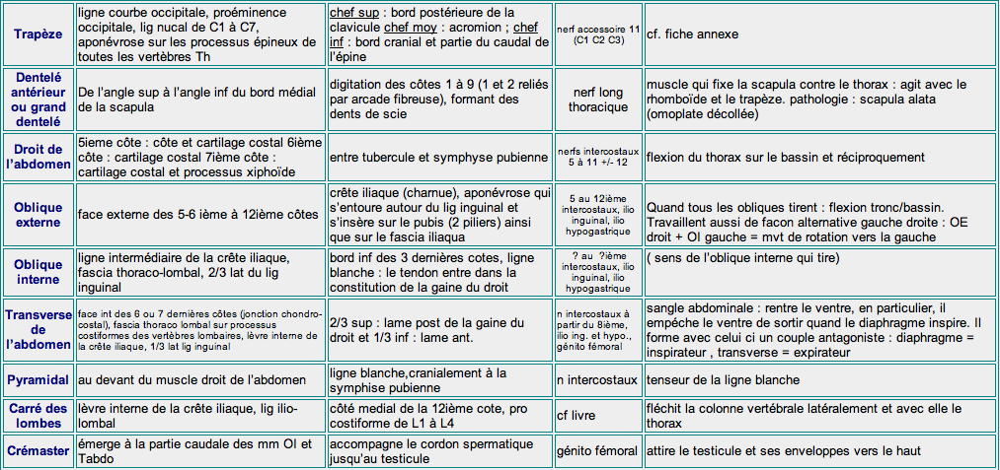 Trapèze
ligne courbe occipitale, proéminence
occipitale, lig nucal de C1 à C7,
aponévrose sur les processus épineux de
toutes les vertèbres Th
chef sup : bord postérieure de la
clavicule chef moy : acromion ; chef
inf : bord cranial et partie du caudal de
l'épine
nerf accessoire 11
(C1 C2 C3)
cf. fiche annexe
Dentelé
antérieur
ou grand
dentelé
De l'angle sup à l'angle inf du bord médial
de la scapula
digitation des côtes 1 à 9 (1 et 2 reliés
par arcade fibreuse), formant des
dents de scie
nerf long
thoracique
muscle qui fixe la scapula contre le thorax : agit avec le
rhomboïde et le trapèze. pathologie : scapula alata
(omoplate décollée)
Droit de
l'abdomen
5ieme côte : côte et cartilage costal 6ième
côte : cartilage costal 7ième côte :
cartilage costal et processus xiphoïde
entre tubercule et symphyse pubienne
nerfs intercostaux
5 à 11 +/- 12
flexion du thorax sur le bassin et réciproquement
Oblique
externe
face externe des 5-6 ième à 12ième côtes
crête iliaque (charnue), aponévrose qui
s'entoure autour du lig inguinal et
s'insère sur le pubis (2 piliers) ainsi
que sur le fascia iliaqua
5 au 12ième
intercostaux, ilio
inguinal, ilio
hypogastrique
Quand tous les obliques tirent : flexion tronc/bassin.
Travaillent aussi de facon alternative gauche droite : OE
droit + OI gauche = mvt de rotation vers la gauche
Oblique
interne
ligne intermédiaire de la crête iliaque,
fascia thoraco-lombal, 2/3 lat du lig
inguinal
bord inf des 3 dernières cotes, ligne
blanche : le tendon entre dans la
constitution de la gaine du droit
? au ?ième
intercostaux, ilio
inguinal, ilio
hypogastrique
( sens de l'oblique interne qui tire)
Transverse
de
l'abdomen
face int des 6 ou 7 dernières côtes (jonction chondro-
costal), fascia thoraco lombal sur processus
costiformes des vertèbres lombaires, lèvre interne de
la crête iliaque, 1/3 lat lig inguinal
2/3 sup : lame post de la gaine du
droit et 1/3 inf : lame ant.
n intercostaux à
partir du 8ième,
ilio ing. et hypo.,
génito fémoral
sangle abdominale : rentre le ventre, en particulier, il
empêche le ventre de sortir quand le diaphragme inspire. Il
forme avec celui ci un couple antagoniste : diaphragme =
inspirateur , transverse = expirateur
Pyramidal
au devant du muscle droit de l'abdomen
ligne blanche,cranialement à la
symphise pubienne
n intercostaux
tenseur de la ligne blanche
Carré des
lombes
lèvre interne de la crête iliaque, lig ilio-
lombal
côté medial de la 12ième cote, pro
costiforme de L1 à L4
cf livre
fléchit la colonne vertébrale latéralement et avec elle le
thorax
Crémaster
émerge à la partie caudale des mm OI et
Tabdo
accompagne le cordon spermatique
jusqu'au testicule
génito fémoral
attire le testicule et ses enveloppes vers le haut